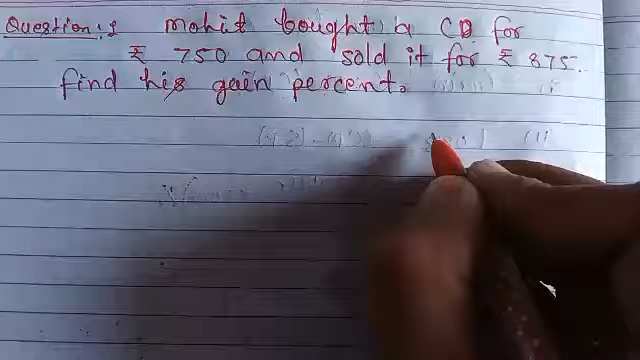 Question:1 Mohit bought a CD for
₹ 750 and sold it for ₹ 875.
find his gain percent.